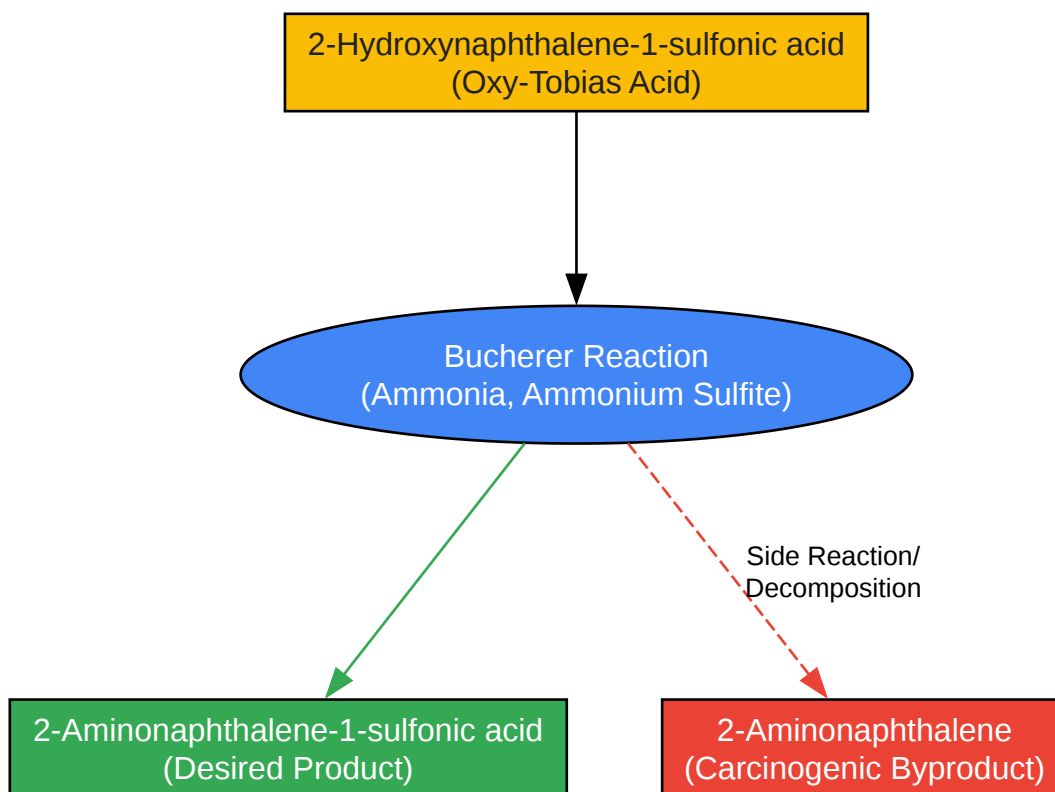 2-Hydroxynaphthalene-1-sulfonic acid
(Oxy-Tobias Acid)
Bucherer Reaction
(Ammonia, Ammonium Sulfite)
Side Reaction/
Decomposition
2-Aminonaphthalene-1-sulfonic acid
(Desired Product)
2-Aminonaphthalene
(Carcinogenic Byproduct)